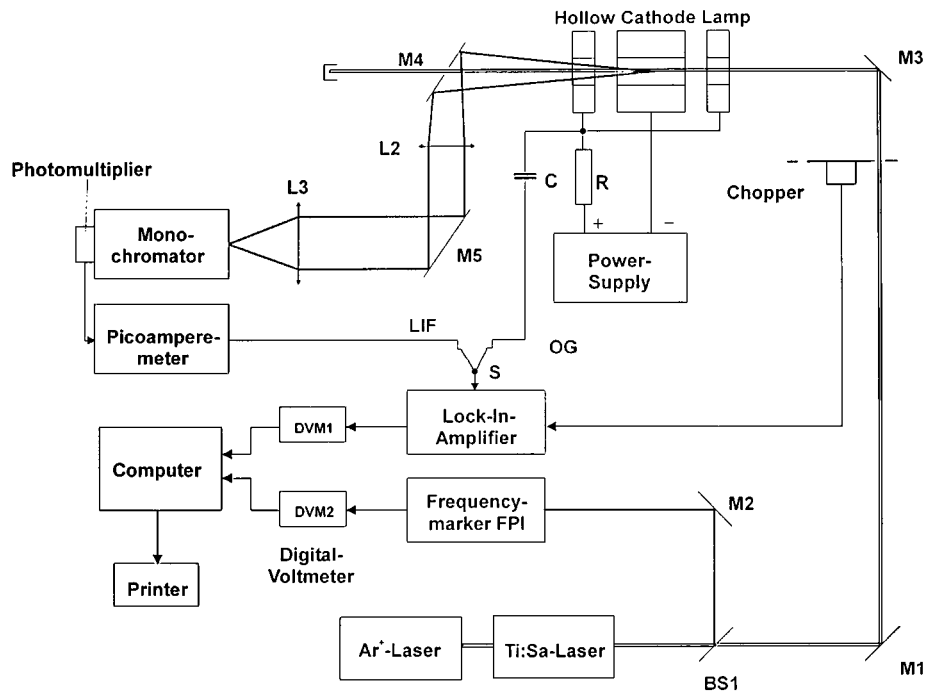 Hollow Cathode Lamp
M4
M3
L2
Photomultiplier
L3
C
R
Chopper
Mono-
chromator
M5
+
−
Power-
Supply
Picoampere-
meter
LIF
OG
S
Lock-In-
Amplifier
DVM1
Computer
Frequency-
marker FPI
M2
DVM2
Digital-
Voltmeter
Printer
Ar+-Laser
Ti:Sa-Laser
BS1
M1